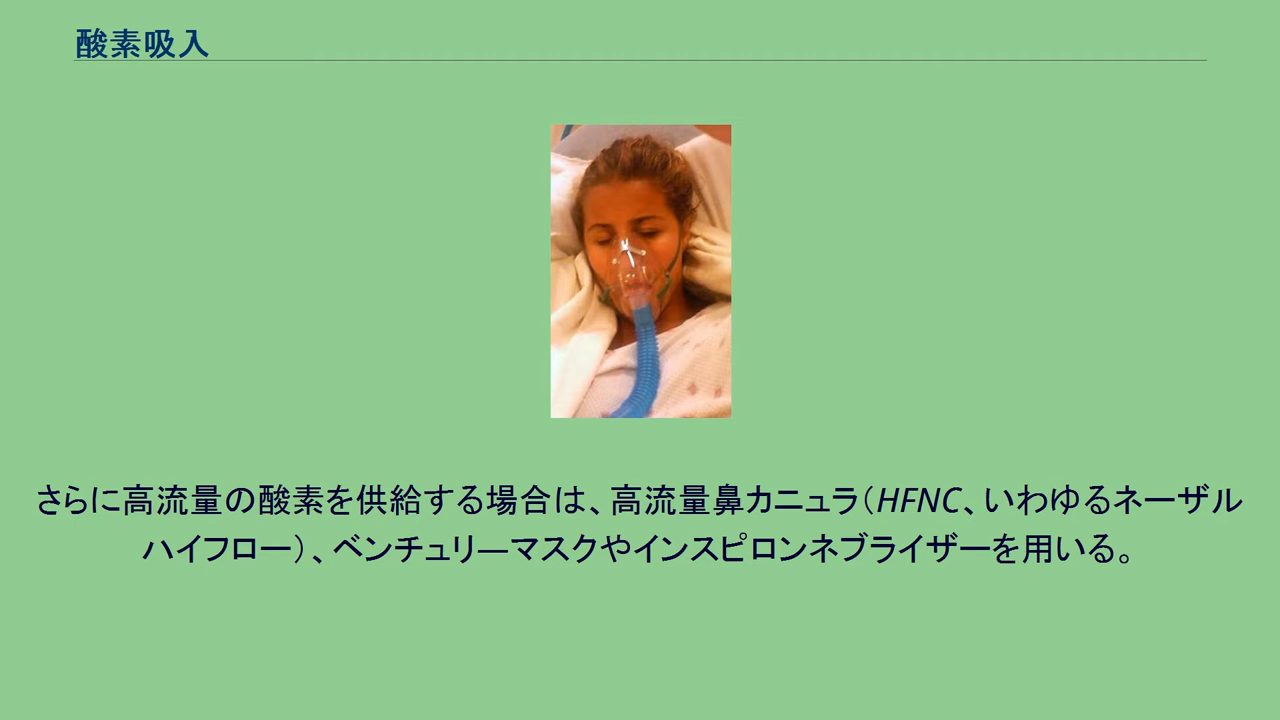 酸素吸入
さらに高流量の酸素を供給する場合は、高流量鼻カニュラ(HFNC、いわゆるネーザル
ハイフロー)、ベンチュリ―マスクやインスピロンネブライザーを用いる。